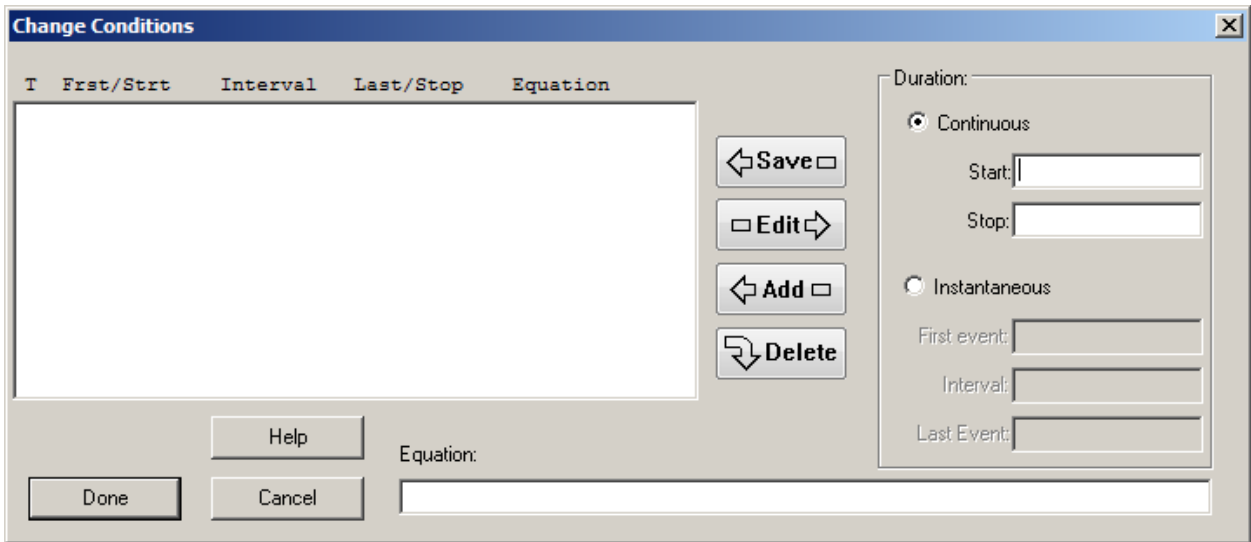 Change Conditions
T Frst/Strt Interval Last/Stop Equation
Save
Edit
Add
Delete
Duration:
Continuous
Start:
Stop:
Instantaneous
First event:
Interval:
Last Event:
Help
Equation:
Done
Cancel